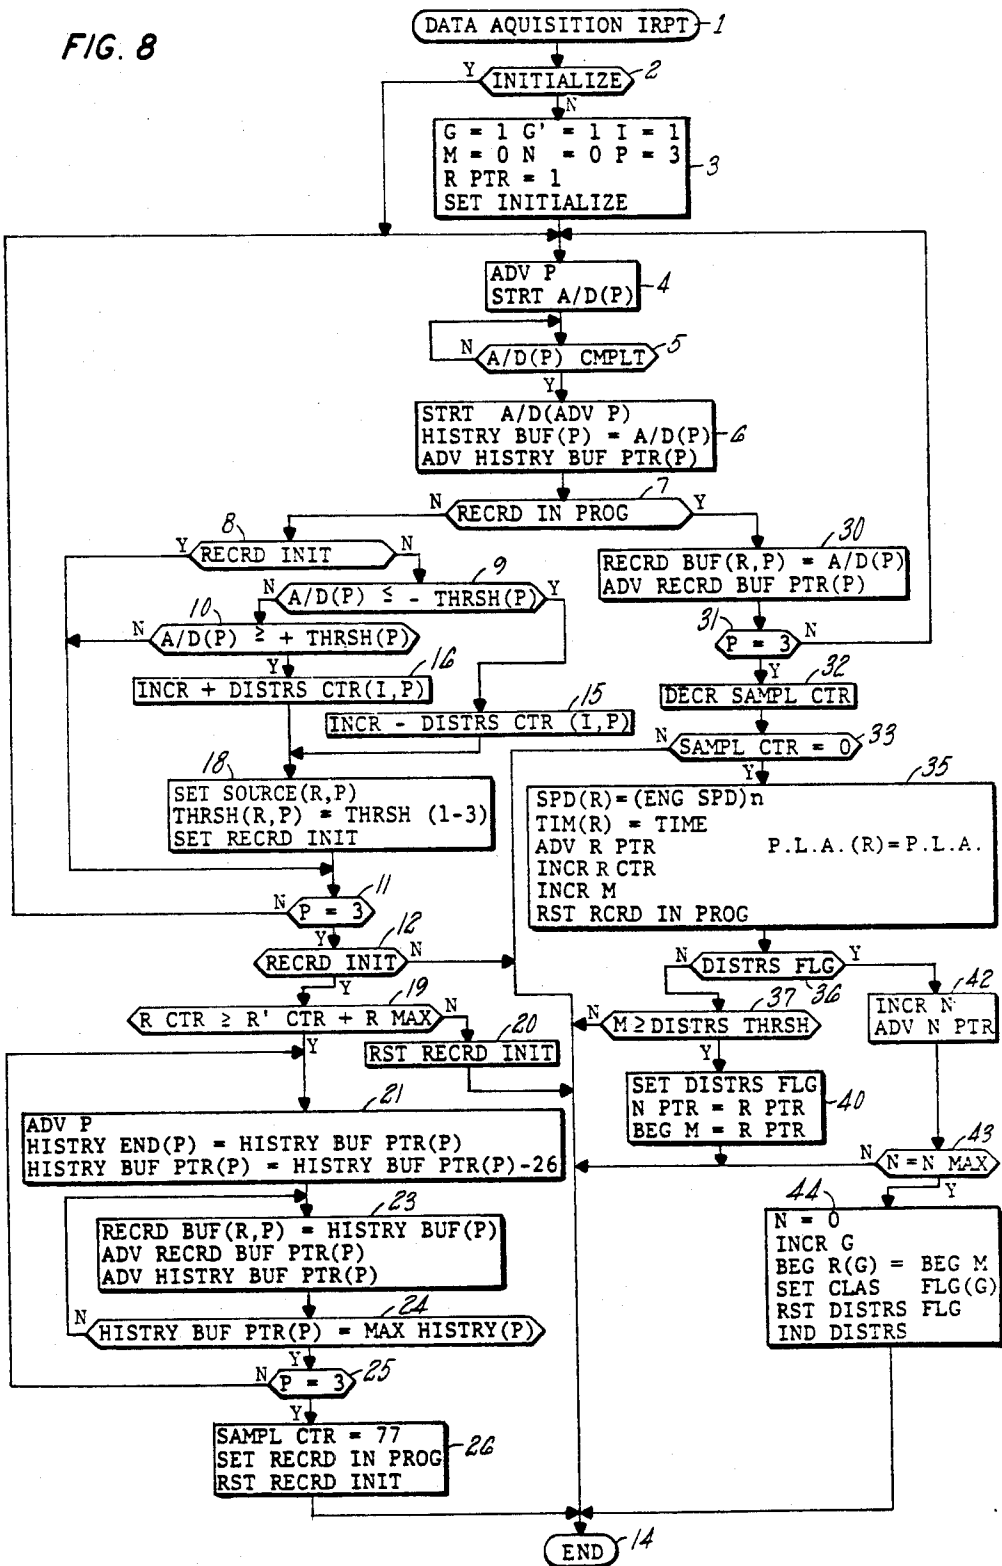 FIG. 8
DATA AQUISITION IRPT 1
Y INITIALIZE 2
N
G = 1 G' = 1 I = 1
M = 0 N = 0 P = 3
R PTR = 1
SET INITIALIZE
3
ADV P
STRT A/D(P)
4
N A/D(P) CMPLT 5
Y
STRT A/D(ADV P)
HISTRY BUF(P) = A/D(P)
ADV HISTRY BUF PTR(P)
6
N RECRD IN PROG Y 7
Y RECRD INIT N 8
N A/D(P) ≤ - THRSH(P) Y 9
N A/D(P) ≥ + THRSH(P) 10
Y
INCR + DISTRS CTR(I,P) 16
INCR - DISTRS CTR (I,P) 15
18
SET SOURCE(R,P)
THRSH(R,P) = THRSH (1-3)
SET RECRD INIT
N P = 3 11
Y
RECRD INIT N 12
Y
R CTR ≥ R' CTR + R MAX N 19
Y
RST RECRD INIT 20
21
ADV P
HISTRY END(P) = HISTRY BUF PTR(P)
HISTRY BUF PTR(P) = HISTRY BUF PTR(P)-26
23
RECRD BUF(R,P) = HISTRY BUF(P)
ADV RECRD BUF PTR(P)
ADV HISTRY BUF PTR(P)
N HISTRY BUF PTR(P) = MAX HISTRY(P) 24
Y
N P = 3 25
Y
SAMPL CTR = 77
SET RECRD IN PROG
RST RECRD INIT
26
30
RECRD BUF(R,P) = A/D(P)
ADV RECRD BUF PTR(P)
31 P = 3 N
Y
32
DECR SAMPL CTR
N SAMPL CTR = 0 33
Y
35
SPD(R)=(ENG SPD)n
TIM(R) = TIME
ADV R PTR P.L.A.(R)=P.L.A.
INCR R CTR
INCR M
RST RCRD IN PROG
N DISTRS FLG Y
36
N M ≥ DISTRS THRSH 37
Y
SET DISTRS FLG
N PTR = R PTR
BEG M = R PTR
40
42
INCR N
ADV N PTR
N N = N MAX 43
Y
44
N = 0
INCR G
BEG R(G) = BEG M
SET CLAS FLG(G)
RST DISTRS FLG
IND DISTRS
END 14